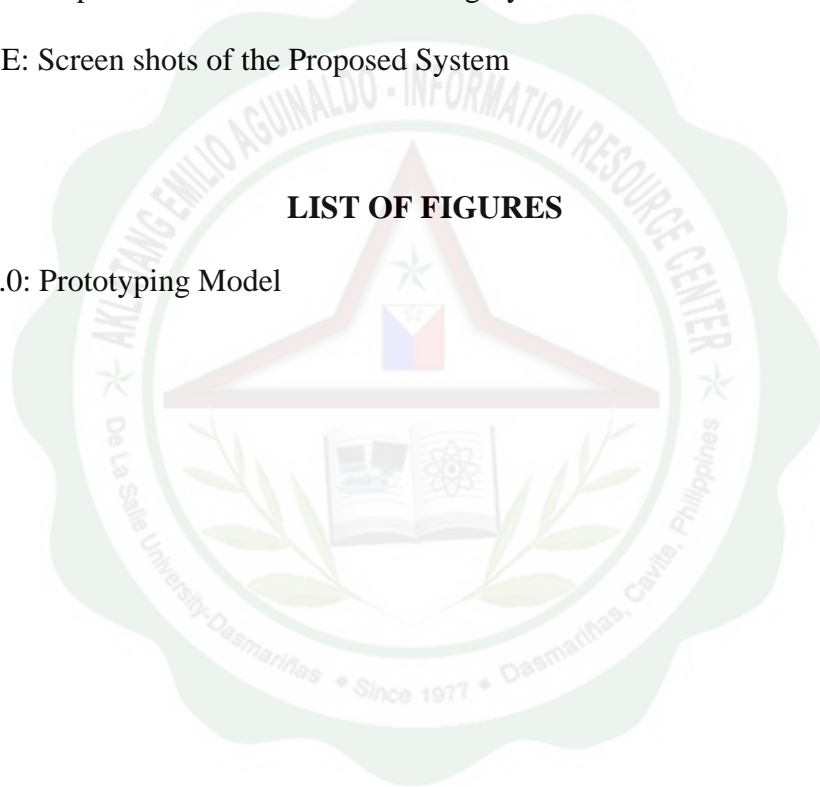 E: Screen shots of the Proposed System
AKLATANG EMILIO AGUINALDO - INFORMATION RESOURCE CENTER
LIST OF FIGURES
.0: Prototyping Model
De La Salle University-Dasmariñas • Since 1977 • Dasmariñas, Cavite, Philippines